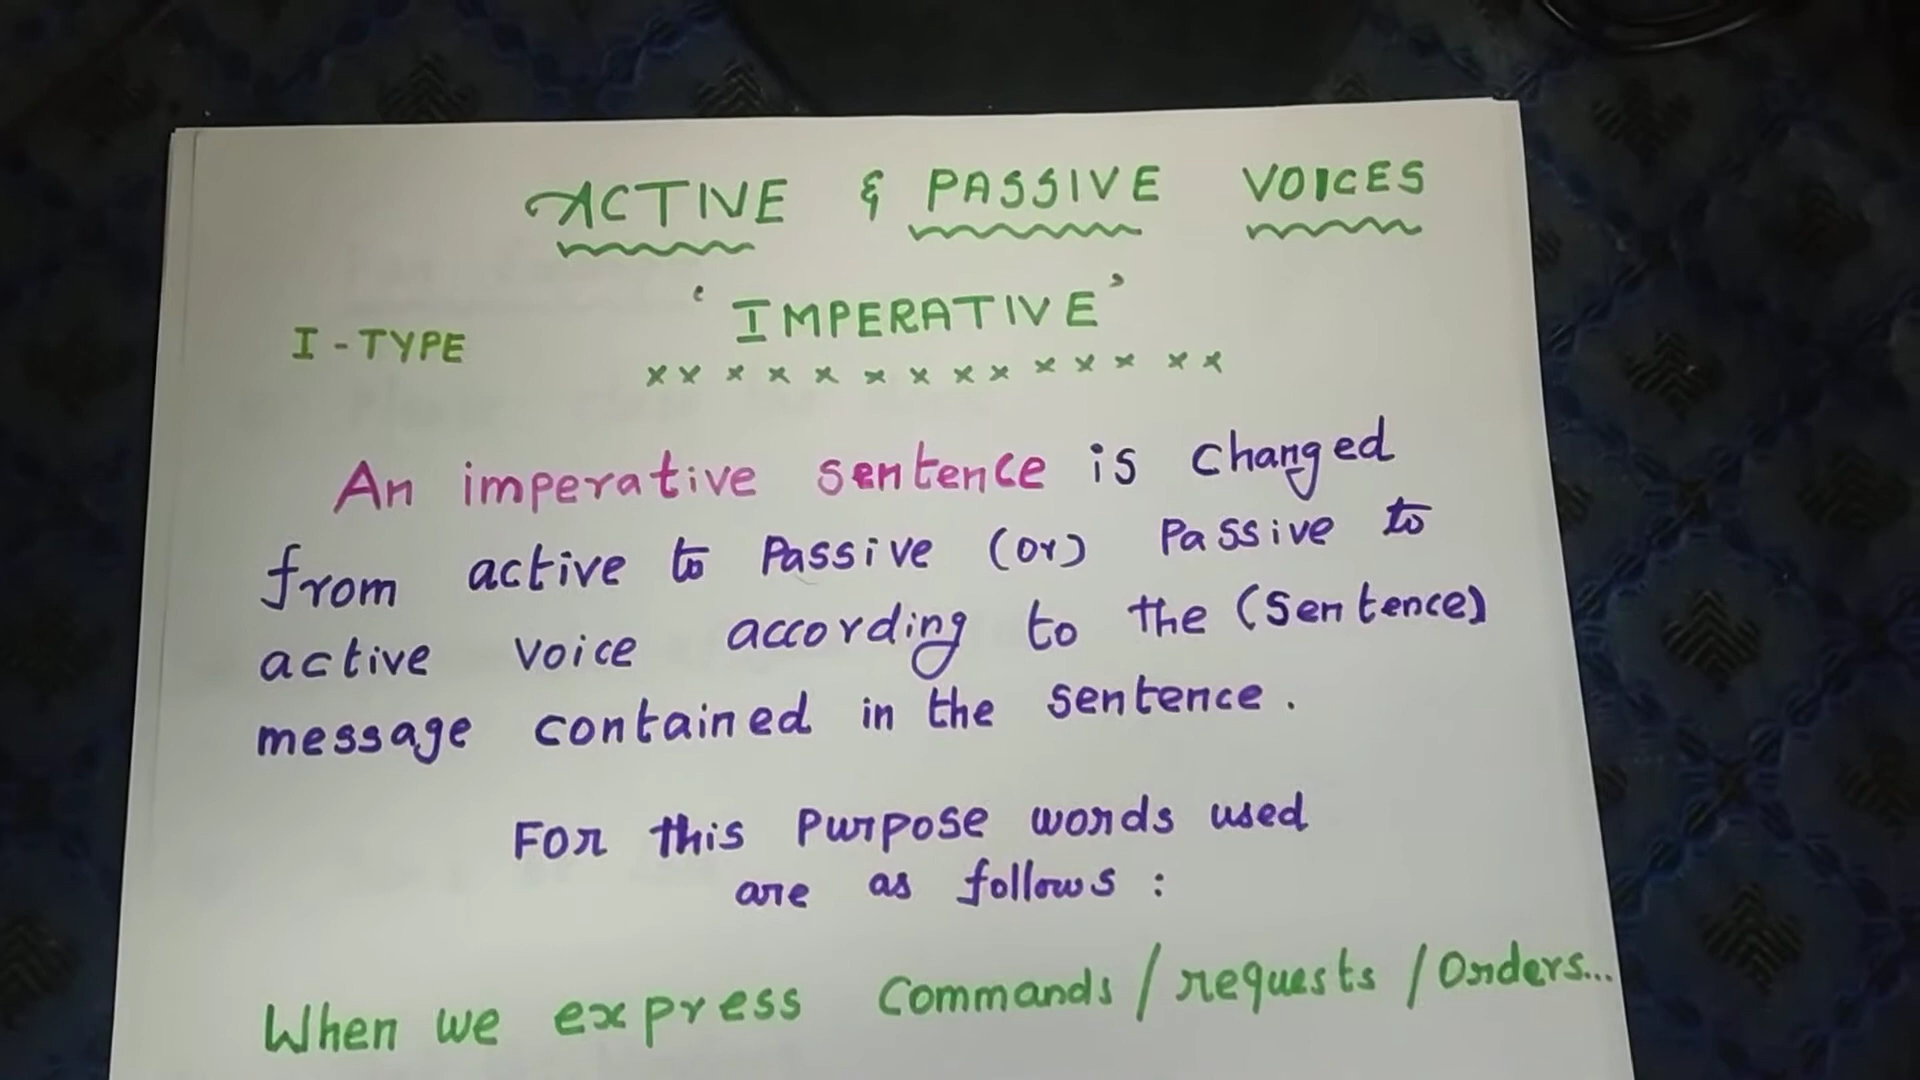 ACTIVE & PASSIVE VOICES
I - TYPE 'IMPERATIVE'
An imperative sentence is changed
from active to Passive (or) Passive to
active voice according to the (Sentence)
message contained in the sentence.
For this Purpose words used
are as follows :
When we express Commands / requests / Orders...